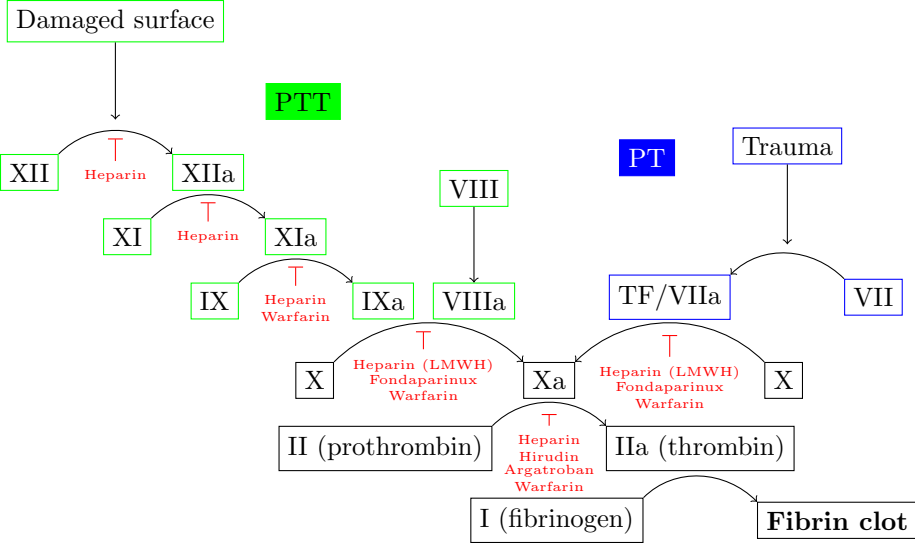 Damaged surface
PTT
PT
Trauma
XII
Heparin
XIIa
VIII
XI
Heparin
XIa
IX
Heparin
Warfarin
IXa
VIIIa
TF/VIIa
VII
X
Heparin (LMWH)
Fondaparinux
Warfarin
Xa
Heparin (LMWH)
Fondaparinux
Warfarin
X
II (prothrombin)
Heparin
Hirudin
Argatroban
Warfarin
IIa (thrombin)
I (fibrinogen)
Fibrin clot